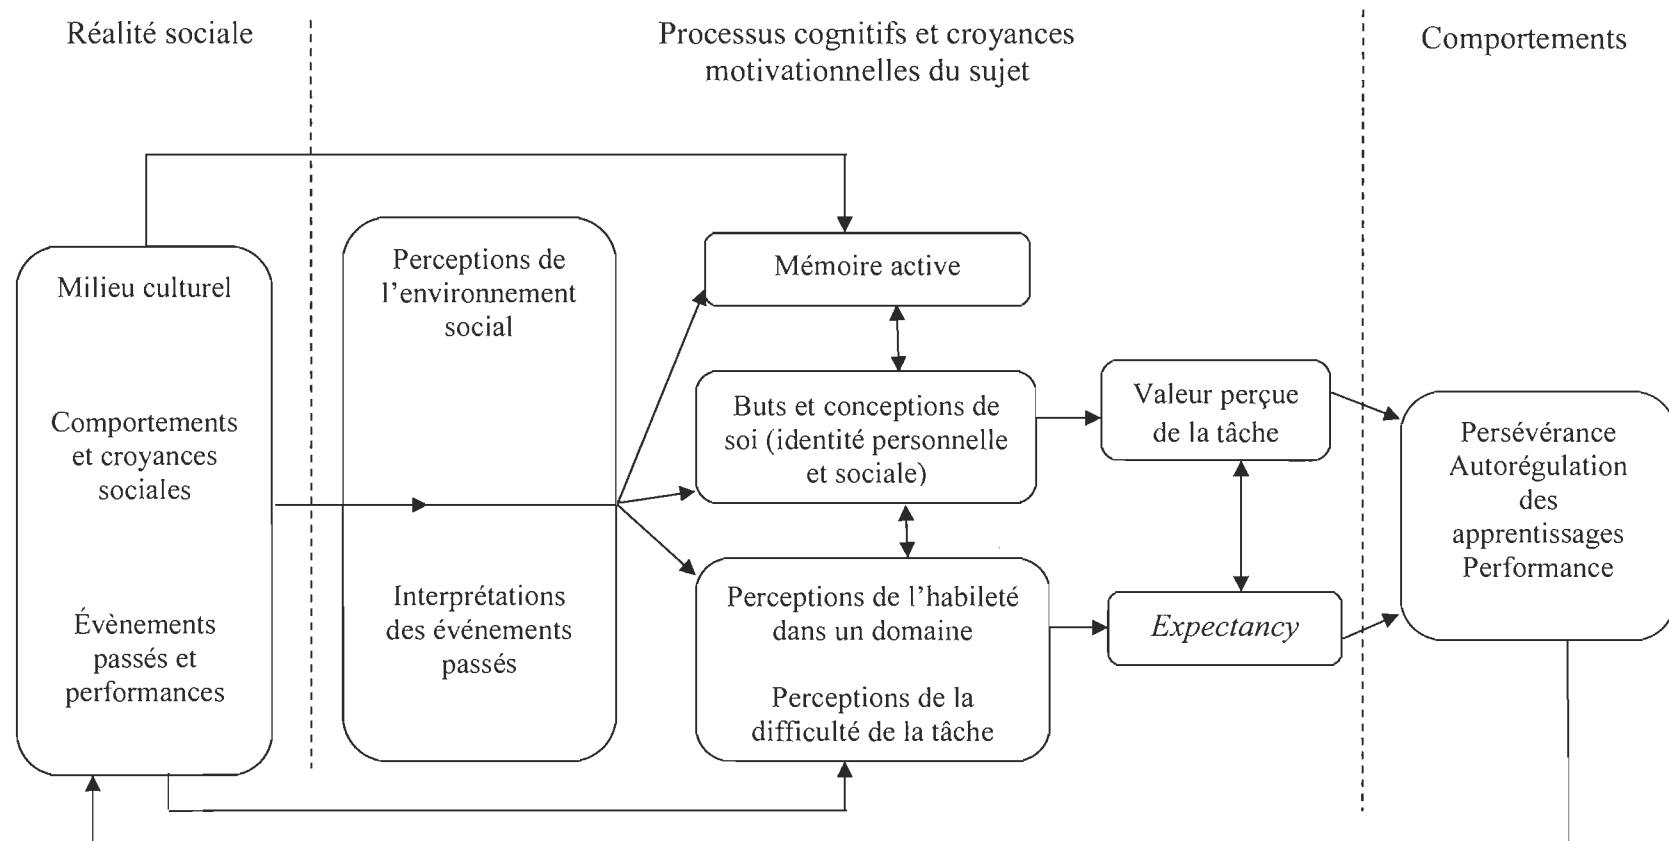 Réalité sociale
Processus cognitifs et croyances
motivationnelles du sujet
Comportements
Milieu culturel
Comportements
et croyances
sociales
Évènements
passés et
performances
Perceptions de
l'environnement
social
Interprétations
des événements
passés
Mémoire active
Buts et conceptions de
soi (identité personnelle
et sociale)
Perceptions de l'habileté
dans un domaine
Perceptions de la
difficulté de la tâche
Valeur perçue
de la tâche
Expectancy
Persévérance
Autorégulation
des
apprentissages
Performance